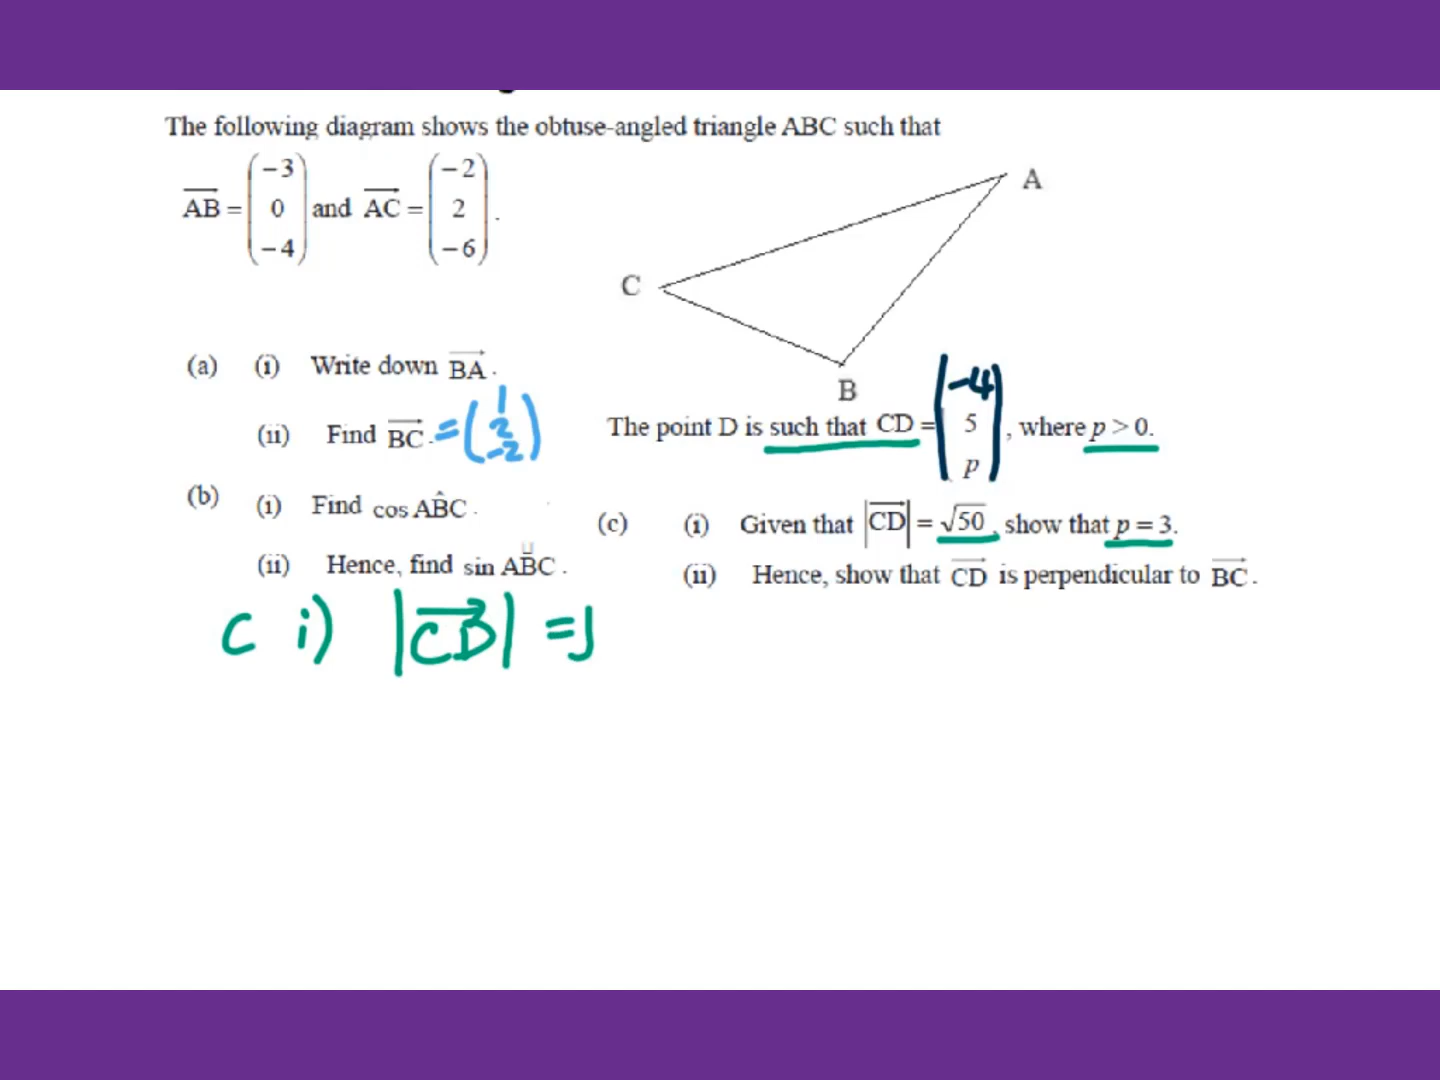 The following diagram shows the obtuse-angled triangle ABC such that
AB = (-3 0 -4) and AC = (-2 2 -6).
A
C
B
(a) (i) Write down BA.
(ii) Find BC. = (1 2 -2)
The point D is such that CD = (-4 5 p), where p > 0.
(b) (i) Find cos AB̂C.
(ii) Hence, find sin AB̂C.
(c) (i) Given that |CD| = √50, show that p = 3.
(ii) Hence, show that CD is perpendicular to BC.
c i) |CD| =